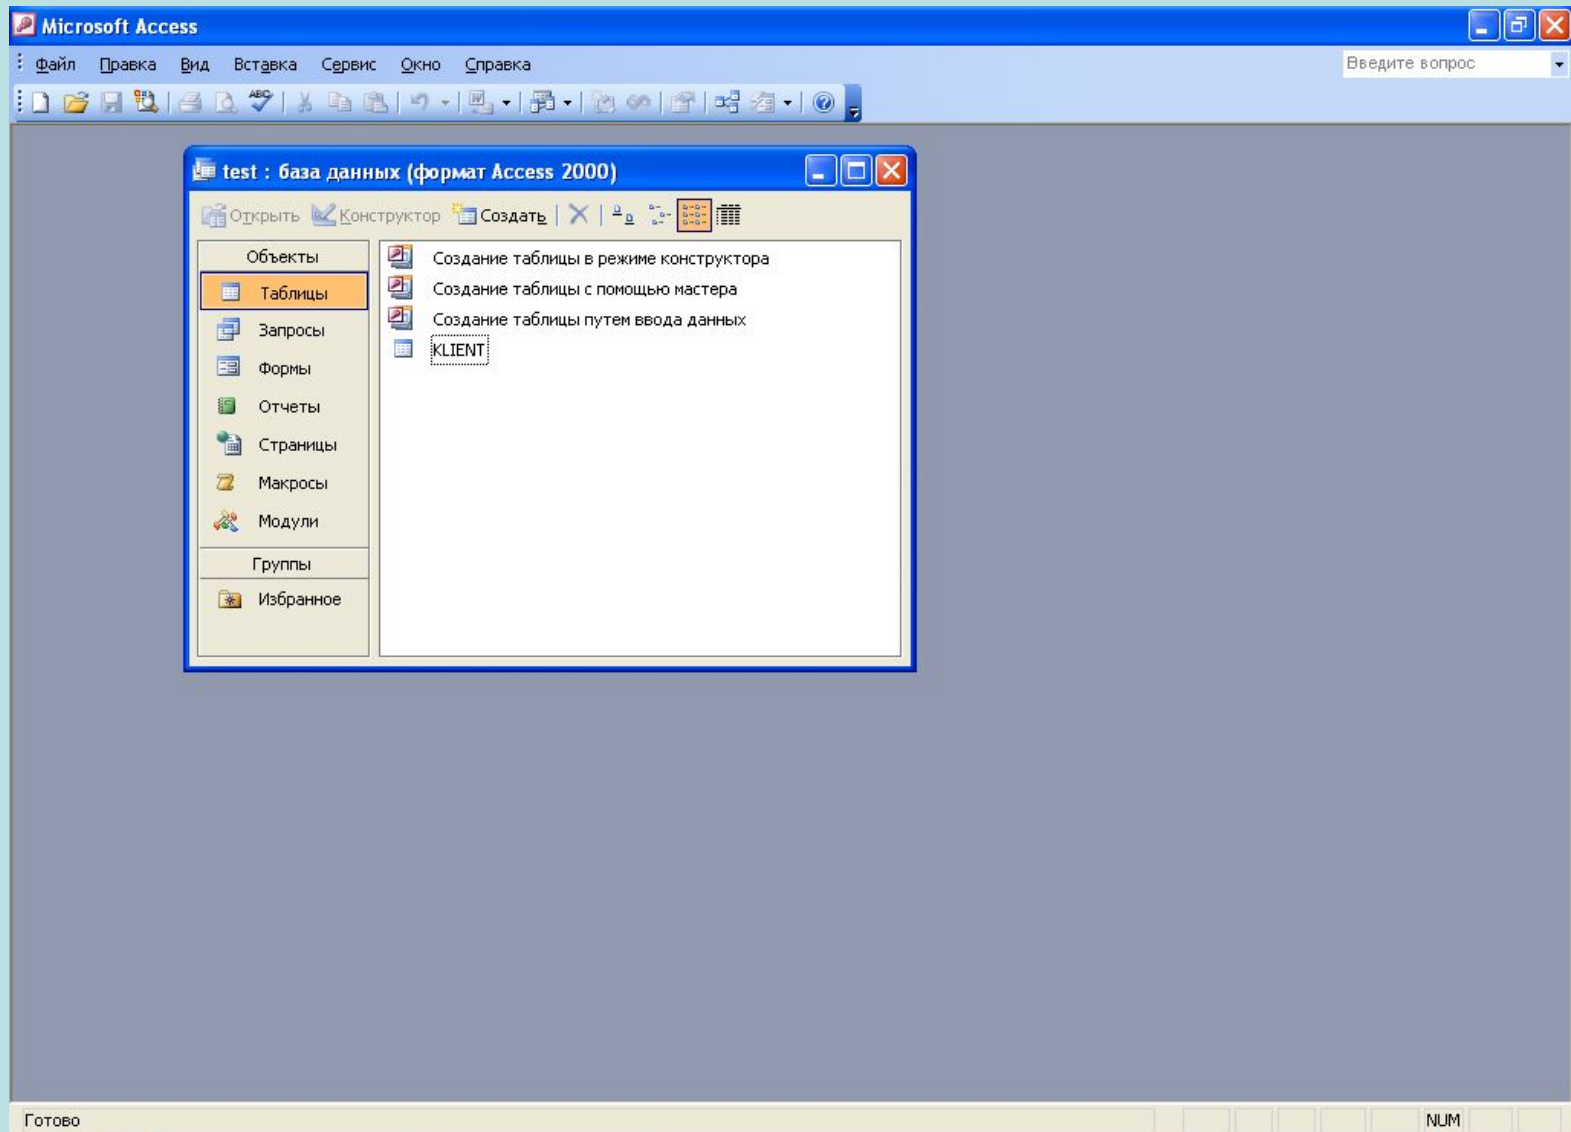 Microsoft Access
Файл Правка Вид Вставка Сервис Окно Справка Введите вопрос
ABC W
test : база данных (формат Access 2000)
Открыть Конструктор Создать
Объекты
Таблицы
Запросы
Формы
Отчеты
Страницы
Макросы
Модули
Группы
Избранное
Создание таблицы в режиме конструктора
Создание таблицы с помощью мастера
Создание таблицы путем ввода данных
KLIENT
Готово NUM